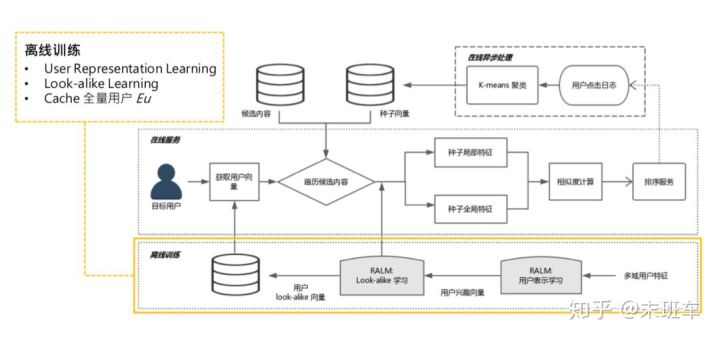 离线训练
• User Representation Learning
• Look-alike Learning
• Cache 全量用户 Eu
在线异步处理
K-means 聚类
用户点击日志
候选内容
种子向量
在线服务
目标用户
获取用户向
量
遍历候选内容
种子局部特征
种子全局特征
相似度计算
排序服务
离线训练
用户
look-alike 向量
RALM:
Look-alike 学习
用户兴趣向量
RALM:
用户表示学习
多域用户特征
知乎 @末班车